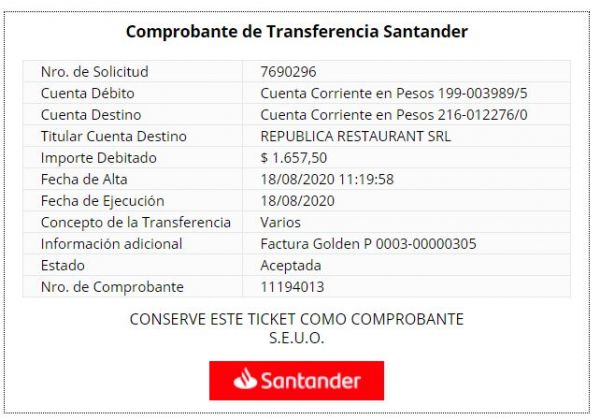 Comprobante de Transferencia Santander
Nro. de Solicitud 7690296
Cuenta Débito Cuenta Corriente en Pesos 199-003989/5
Cuenta Destino Cuenta Corriente en Pesos 216-012276/0
Titular Cuenta Destino REPUBLICA RESTAURANT SRL
Importe Debitado $ 1.657,50
Fecha de Alta 18/08/2020 11:19:58
Fecha de Ejecución 18/08/2020
Concepto de la Transferencia Varios
Información adicional Factura Golden P 0003-00000305
Estado Aceptada
Nro. de Comprobante 11194013
CONSERVE ESTE TICKET COMO COMPROBANTE
S.E.U.O.
Santander